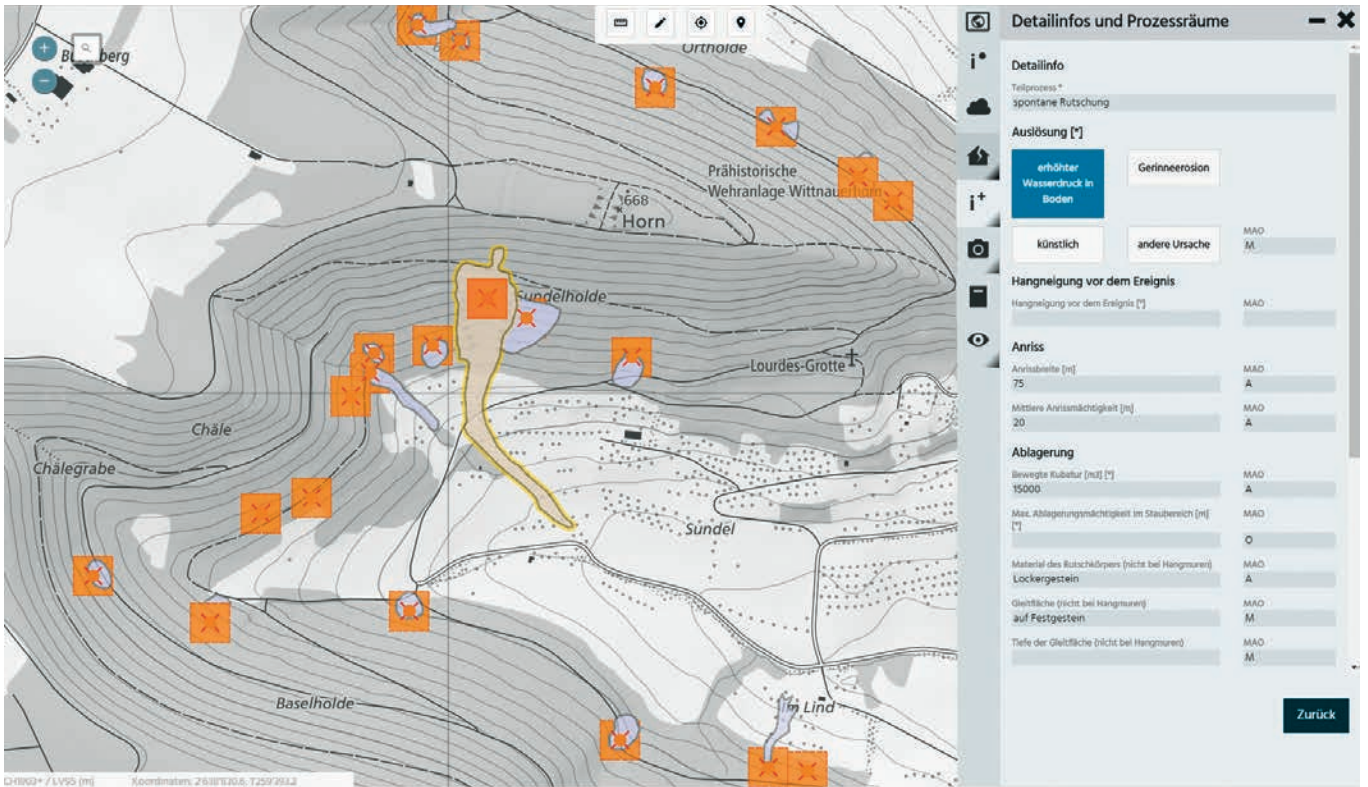 Ortholde
Prähistorische
Wehranlage Wittnauerhorn
668
Horn
Sundelholde
Lourdes-Grotte
Chäle
Chälegrabe
Sundel
Baselholde
im Lind
CH1903+ / LV95 (m)
Detailinfos und Prozessräume
Detailinfo
Teilprozess *
spontane Rutschung
Auslösung [*]
erhöhter
Wasserdruck in
Boden
Gerinneerosion
künstlich
andere Ursache
MAO
M
Hangneigung vor dem Ereignis
Hangneigung vor dem Ereignis [*]
MAO
Anriss
Anrissbreite [m]
MAO
75
A
Mittlere Anrissmächtigkeit [m]
MAO
20
A
Ablagerung
Bewegte Kubatur [m3] [*]
MAO
15000
A
Max. Ablagerungsmächtigkeit im Staubereich [m]
[*]
MAO
O
Material des Rutschkörpers (nicht bei Hangmuren)
MAO
Lockergestein
A
Gleitfläche (nicht bei Hangmuren)
MAO
auf Festgestein
M
Tiefe der Gleitfläche (nicht bei Hangmuren)
MAO
M
Zurück